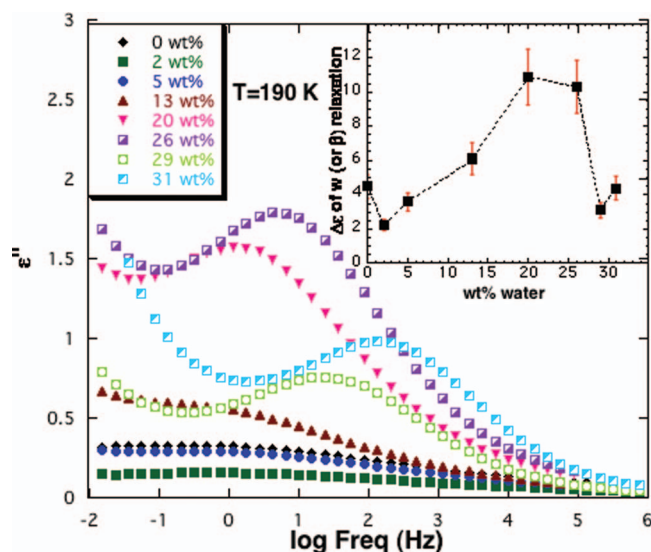 3
2.5
2
1.5
1
0.5
0
ε"
-2 -1 0 1 2 3 4 5 6
log Freq (Hz)
0 wt%
2 wt%
5 wt%
13 wt%
20 wt%
26 wt%
29 wt%
31 wt%
T=190 K
Δε of w (or β) relaxation
12
10
8
6
4
2
0
0 5 10 15 20 25 30
wt% water